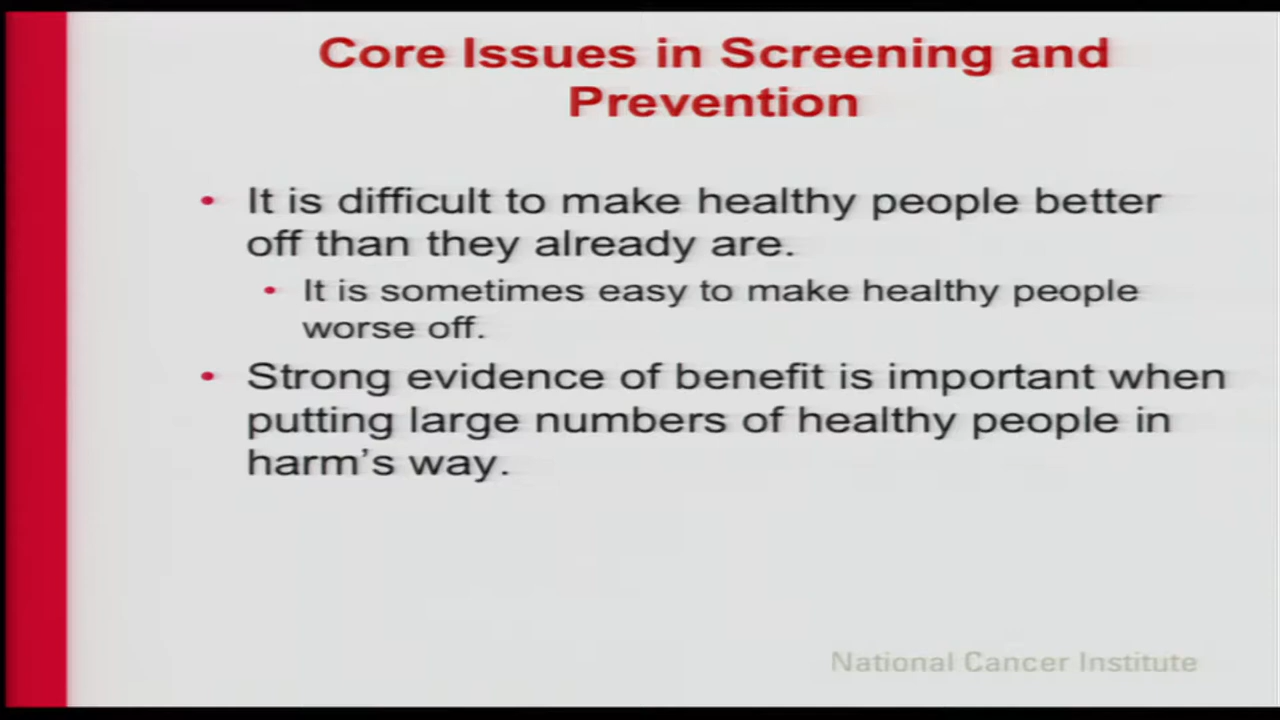 Core Issues in Screening and
Prevention
• It is difficult to make healthy people better
off than they already are.
• It is sometimes easy to make healthy people
worse off.
• Strong evidence of benefit is important when
putting large numbers of healthy people in
harm's way.
National Cancer Institute